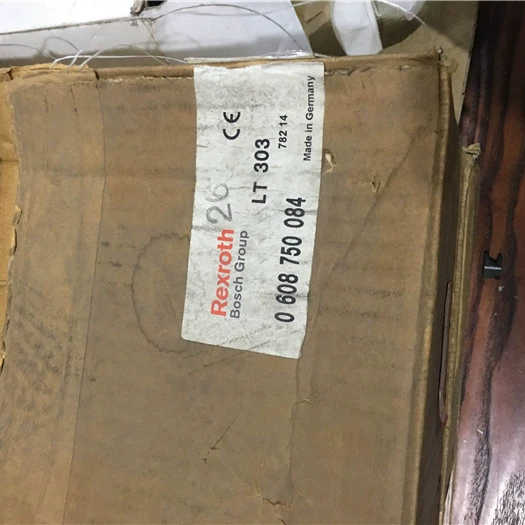 Rexroth 26
Bosch Group
CE
LT 303
0 608 750 084
782 14
Made in Germany